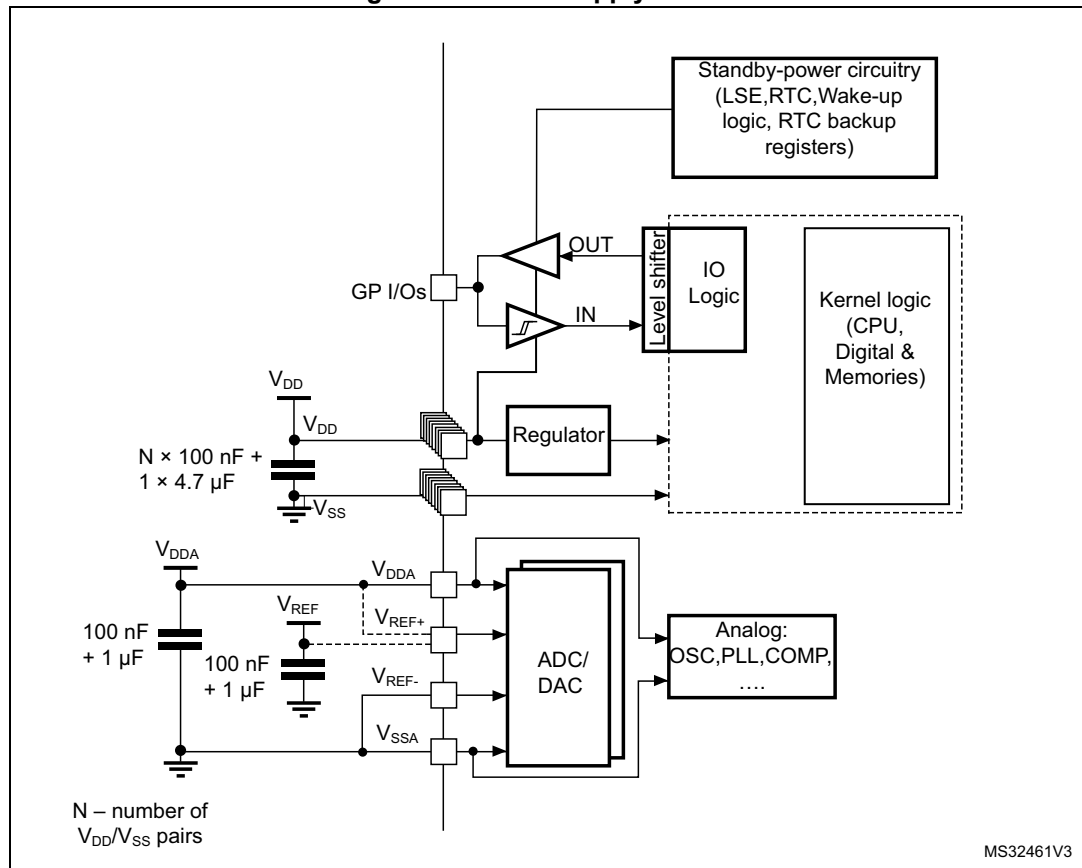 Standby-power circuitry
(LSE,RTC,Wake-up
logic, RTC backup
registers)
OUT
Level shifter
IO
Logic
GP I/Os
IN
Kernel logic
(CPU,
Digital &
Memories)
VDD
VDD
Regulator
N × 100 nF +
1 × 4.7 µF
VSS
VDDA
VDDA
VREF
VREF+
100 nF
+ 1 µF
100 nF
+ 1 µF
VREF-
ADC/
DAC
Analog:
OSC,PLL,COMP,
....
VSSA
N – number of
VDD/VSS pairs
MS32461V3